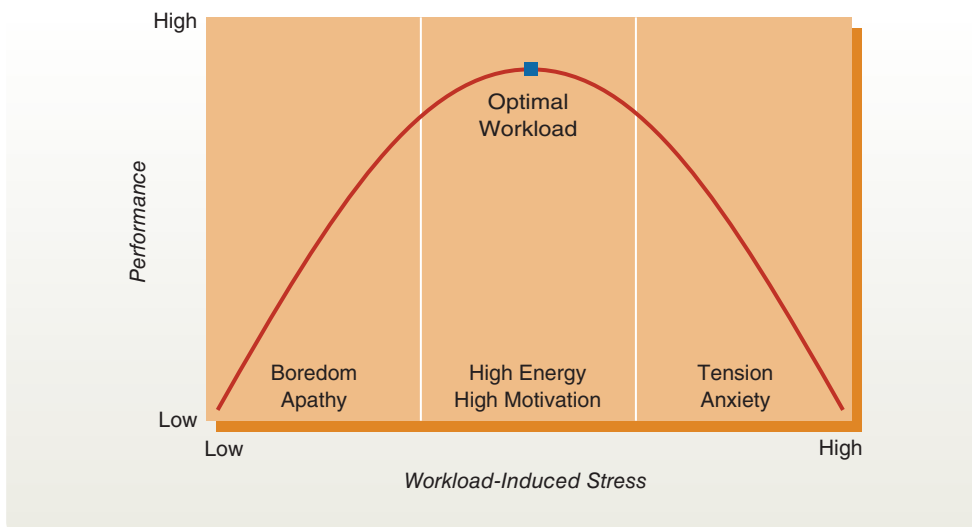 High
Optimal
Workload
Performance
Boredom
Apathy
High Energy
High Motivation
Tension
Anxiety
Low
Low
High
Workload-Induced Stress